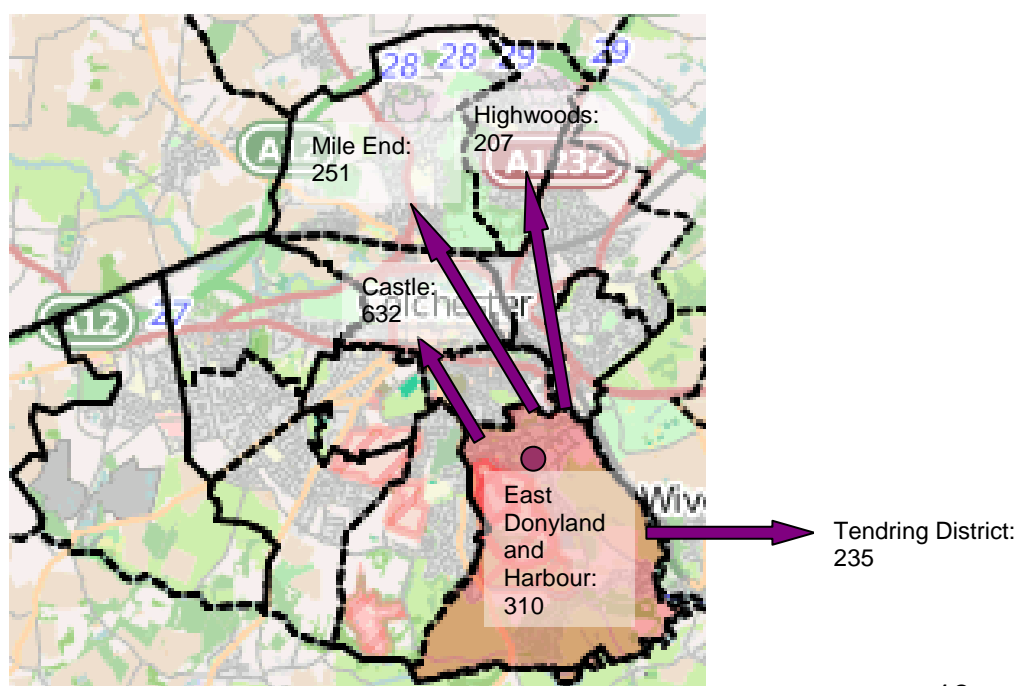 28 28 29 29
Highwoods:
207
A12
Mile End:
251
A1232
Castle:
632
Colchester
A12
27
East
Donyland
and
Harbour:
310
Wiv
Tendring District:
235